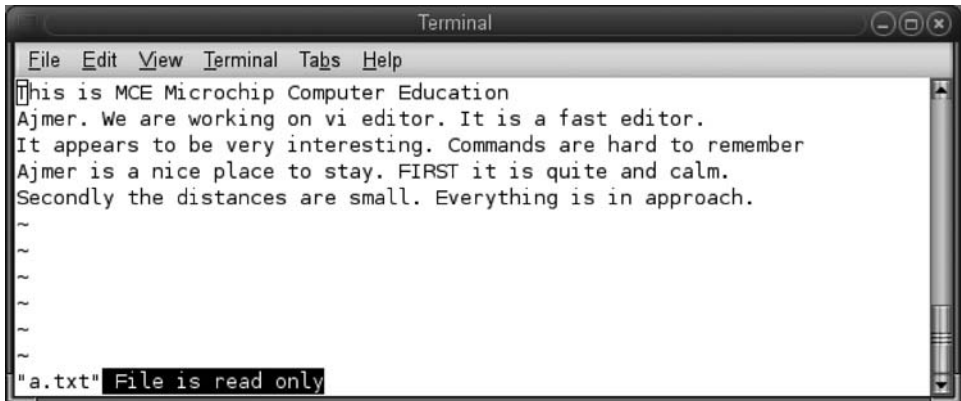 Terminal
File Edit View Terminal Tabs Help
This is MCE Microchip Computer Education
Ajmer. We are working on vi editor. It is a fast editor.
It appears to be very interesting. Commands are hard to remember
Ajmer is a nice place to stay. FIRST it is quite and calm.
Secondly the distances are small. Everything is in approach.
~
~
~
~
~
~
"a.txt" File is read only